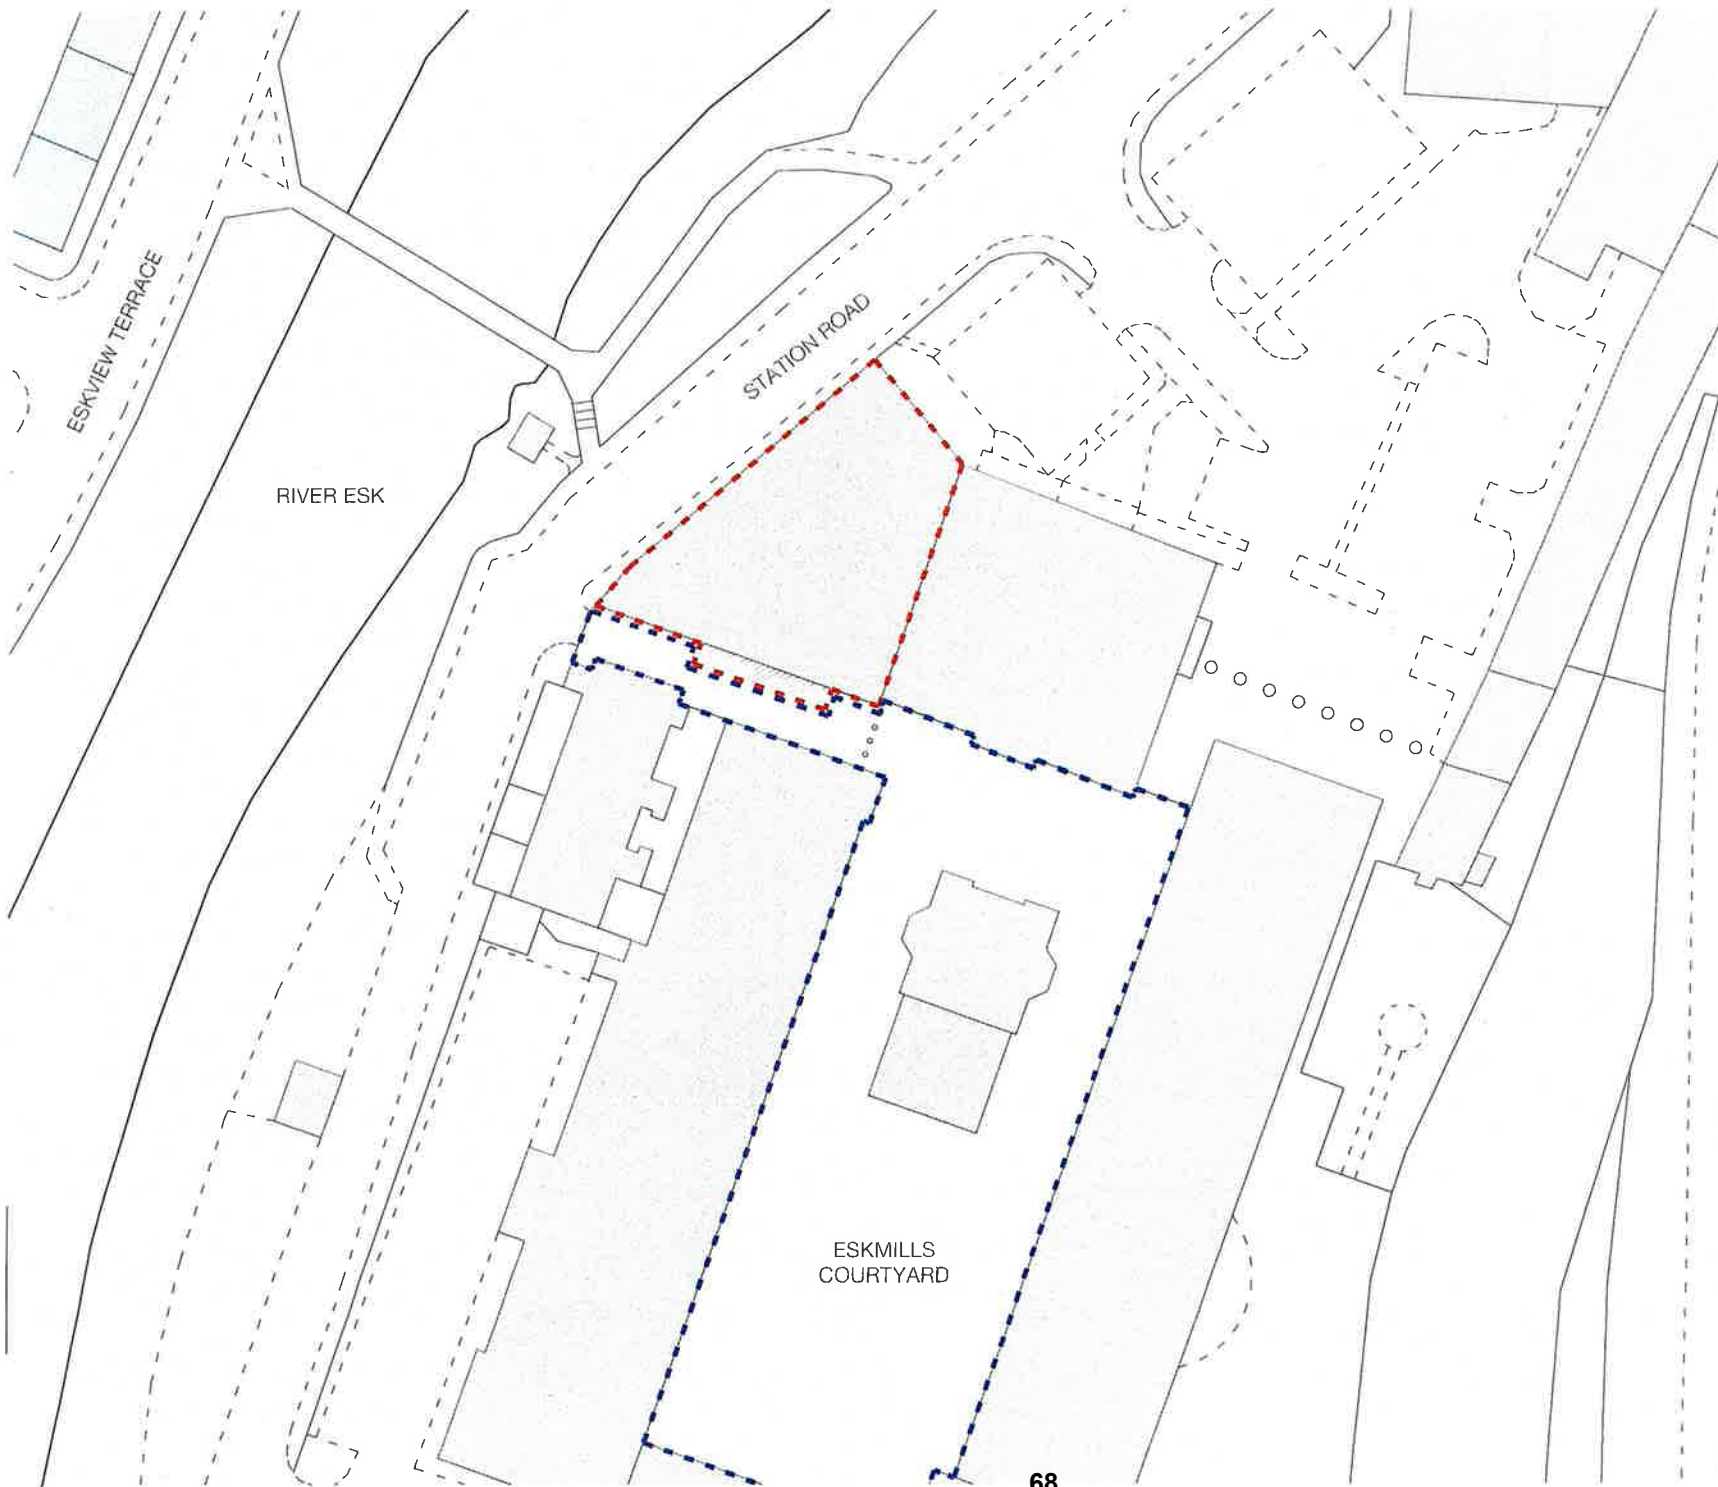 ESKVIEW TERRACE
STATION ROAD
RIVER ESK
ESKMILLS
COURTYARD
68